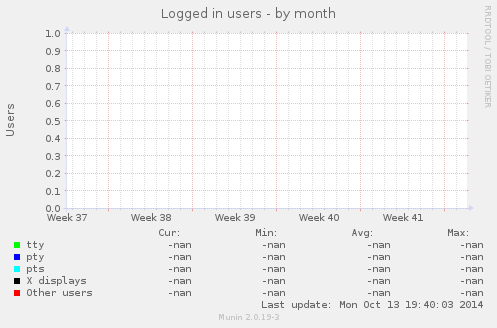 Logged in users - by month
RRDTOOL / TOBI OETIKER
Users
1.0
0.9
0.8
0.7
0.6
0.5
0.4
0.3
0.2
0.1
0.0
Week 37 Week 38 Week 39 Week 40 Week 41
Cur: Min: Avg: Max:
tty -nan -nan -nan -nan
pty -nan -nan -nan -nan
pts -nan -nan -nan -nan
X displays -nan -nan -nan -nan
Other users -nan -nan -nan -nan
Last update: Mon Oct 13 19:40:03 2014
Munin 2.0.19-3